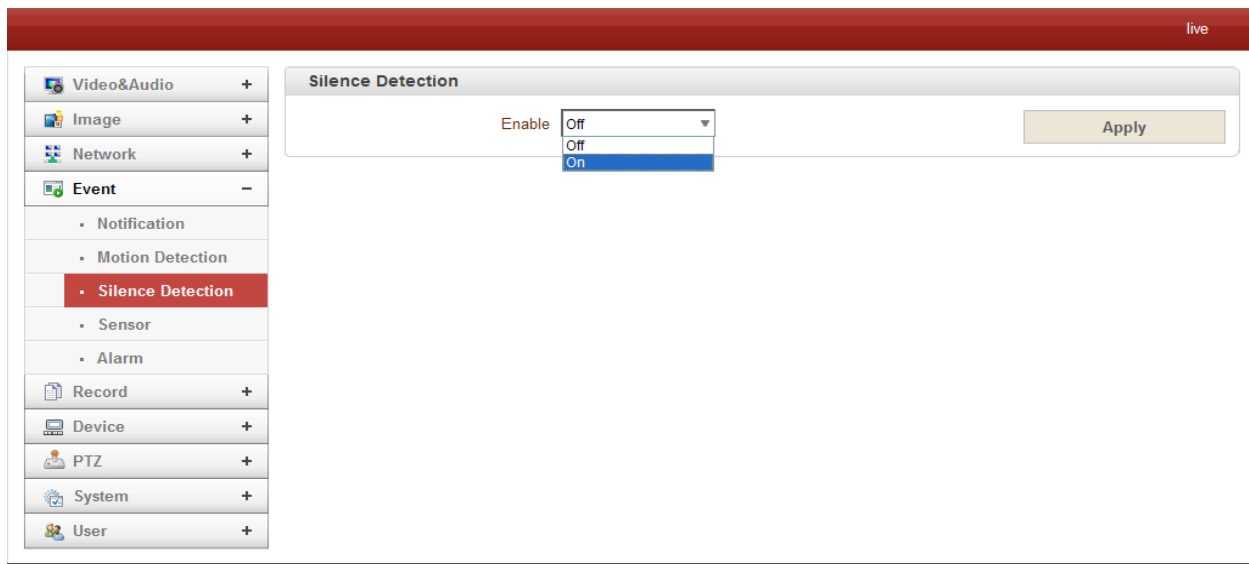 live
Video&Audio +
Image +
Network +
Event −
Notification
Motion Detection
Silence Detection
Sensor
Alarm
Record +
Device +
PTZ +
System +
User +
Silence Detection
Enable Off Apply
Off
On